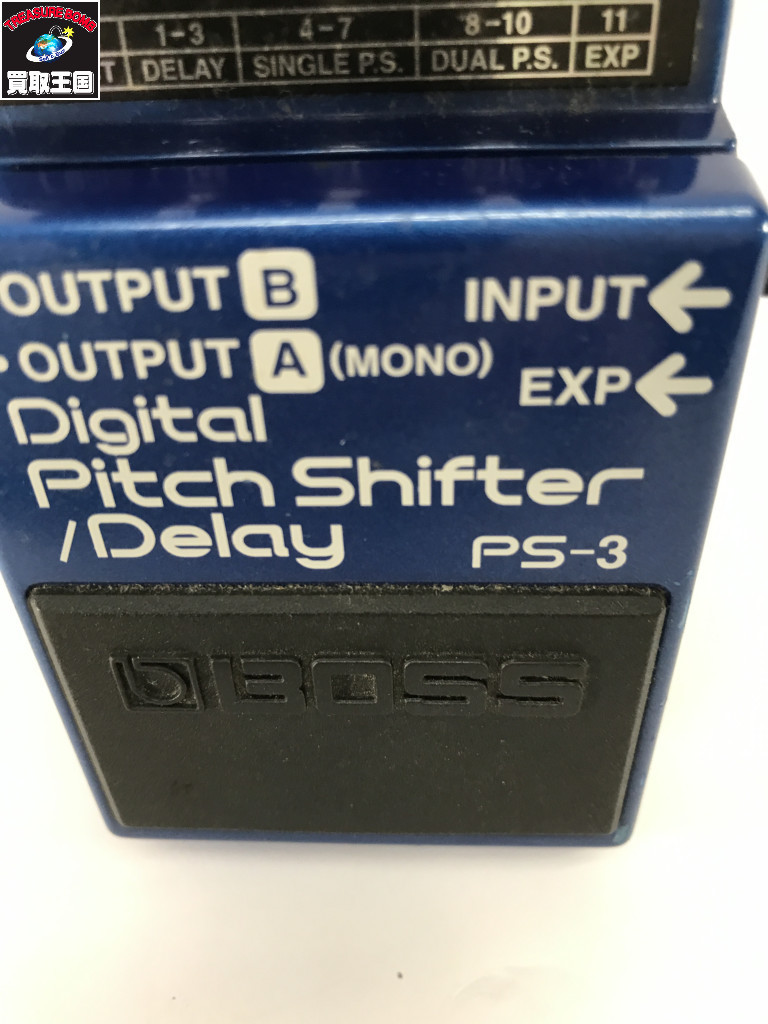 TREASURE BOMB
買取王国
1-3 4-7 8-10 11
T DELAY SINGLE P.S. DUAL P.S. EXP
OUTPUT B INPUT ←
OUTPUT A (MONO) EXP ←
Digital
Pitch Shifter
/Delay PS-3
BOSS